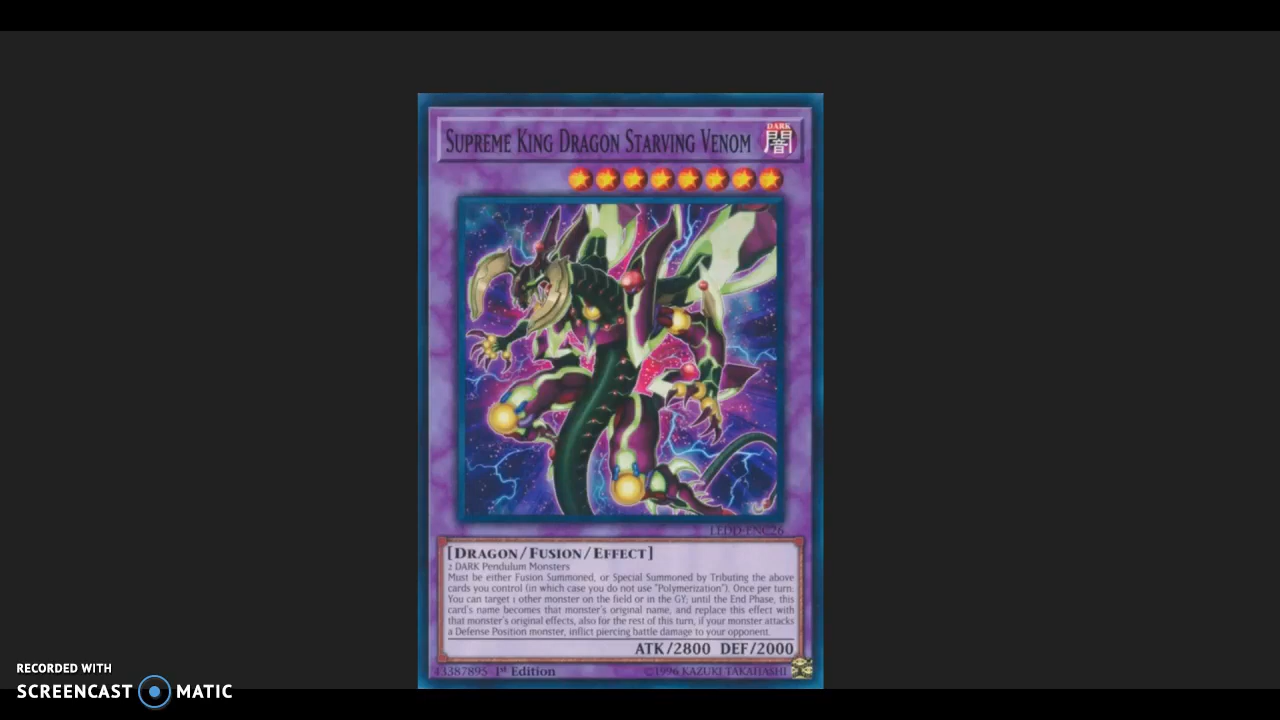 SUPREME KING DRAGON STARVING VENOM
DARK
闇
LEDD-ENC26
[DRAGON/FUSION/EFFECT]
2 DARK Pendulum Monsters
Must be either Fusion Summoned, or Special Summoned by Tributing the above
cards you control (in which case you do not use "Polymerization"). Once per turn:
You can target 1 other monster on the field or in the GY; until the End Phase, this
card's name becomes that monster's original name, and replace this effect with
that monster's original effects, also for the rest of this turn, if your monster attacks
a Defense Position monster, inflict piercing battle damage to your opponent.
ATK/2800 DEF/2000
43387895 1st Edition
©1996 KAZUKI TAKAHASHI
RECORDED WITH
SCREENCAST MATIC